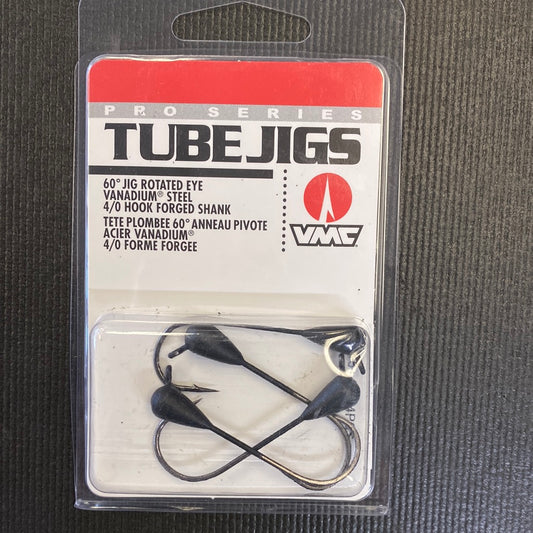 PRO SERIES
TUBE JIGS
60° JIG ROTATED EYE
VANADIUM® STEEL
4/0 HOOK FORGED SHANK
TETE PLOMBEE 60° ANNEAU PIVOTE
ACIER VANADIUM®
4/0 FORME FORGEE
VMC